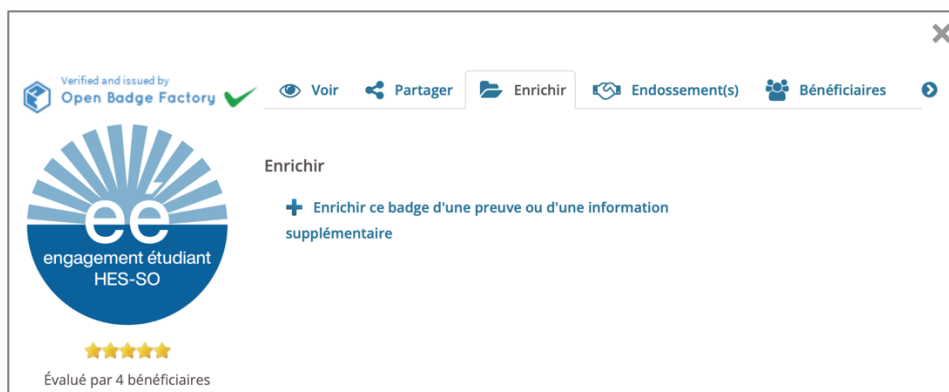 Verified and issued by
Open Badge Factory
Voir
Partager
Enrichir
Endossement(s)
Bénéficiaires
Enrichir
Enrichir ce badge d'une preuve ou d'une information
supplémentaire
eé
engagement étudiant
HES-SO
Évalué par 4 bénéficiaires